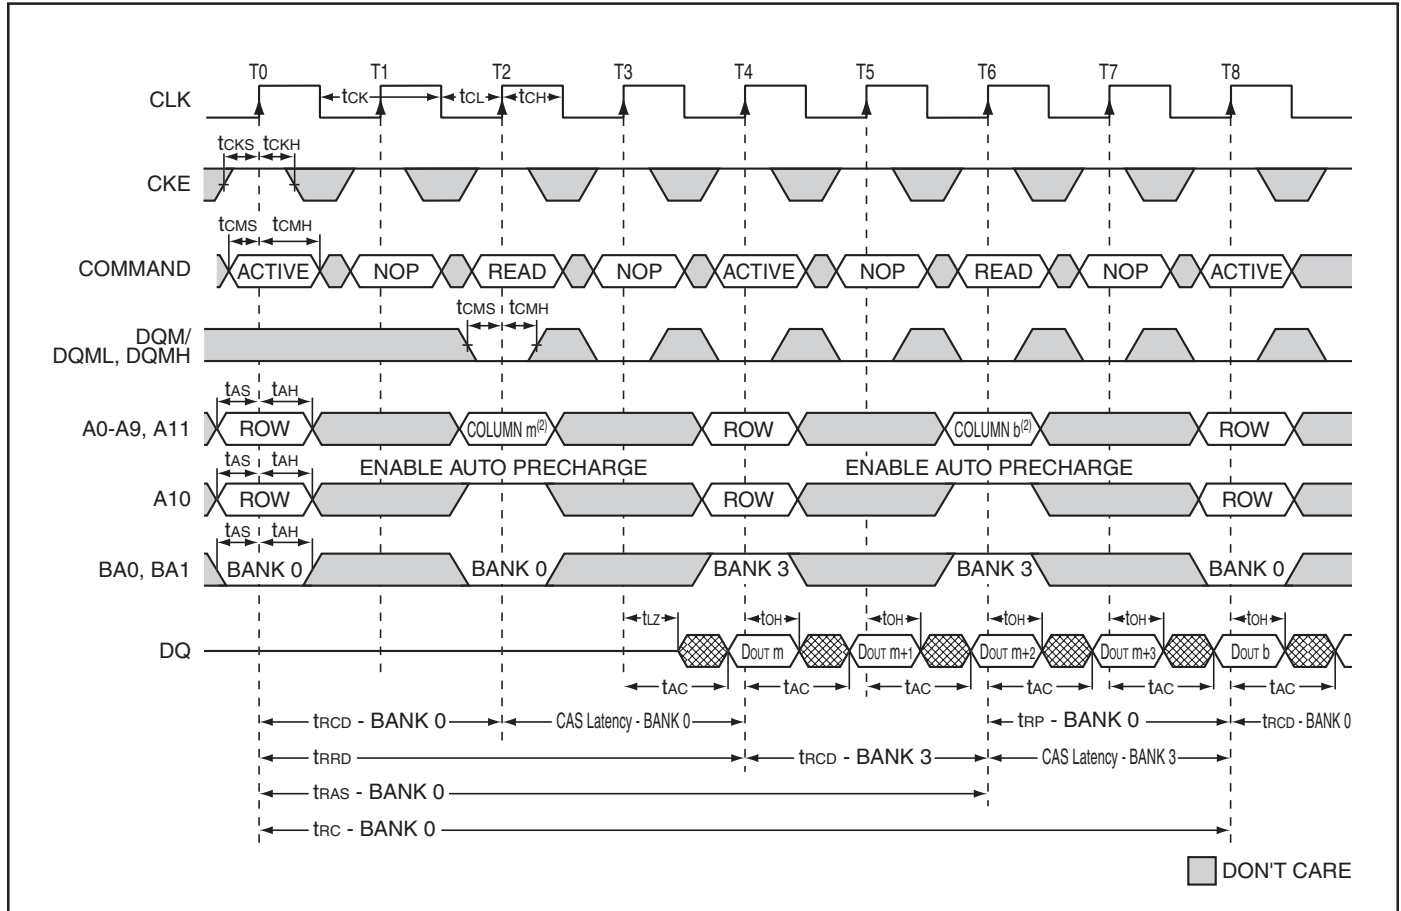 T0 T1 T2 T3 T4 T5 T6 T7 T8
CLK tCK tCL tCH
tCKS tCKH
CKE
tCMS tCMH
COMMAND ACTIVE NOP READ NOP ACTIVE NOP READ NOP ACTIVE
tCMS tCMH
DQM/
DQML, DQMH
tAS tAH
A0-A9, A11 ROW COLUMN m(2) ROW COLUMN b(2) ROW
tAS tAH ENABLE AUTO PRECHARGE ENABLE AUTO PRECHARGE
A10 ROW ROW ROW
tAS tAH
BA0, BA1 BANK 0 BANK 0 BANK 3 BANK 3 BANK 0
tLZ tOH tOH tOH tOH tOH
DQ DOUT m DOUT m+1 DOUT m+2 DOUT m+3 DOUT b
tAC tAC tAC tAC tAC tAC
tRCD - BANK 0 CAS Latency - BANK 0 tRP - BANK 0 tRCD - BANK 0
tRRD tRCD - BANK 3 CAS Latency - BANK 3
tRAS - BANK 0
tRC - BANK 0
DON'T CARE